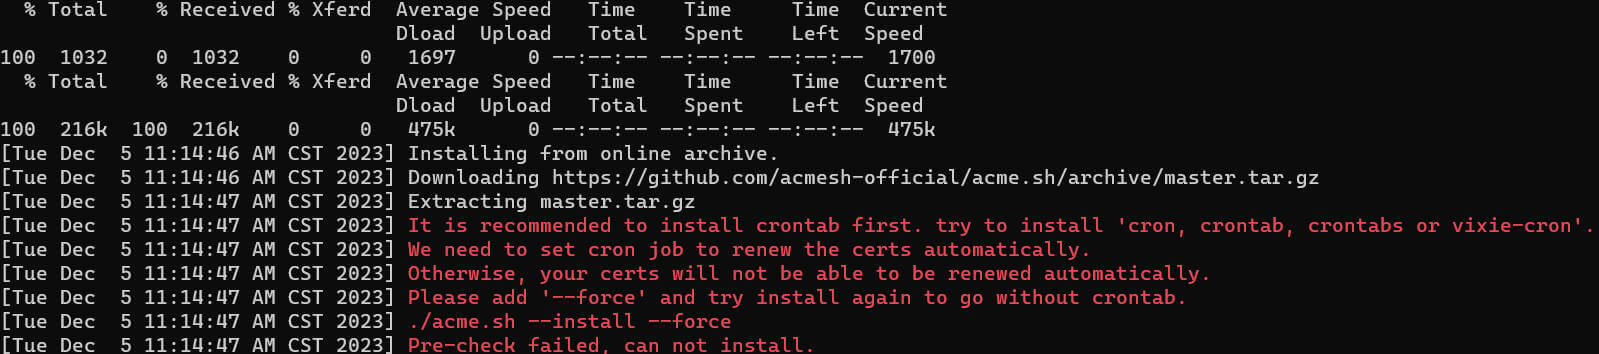 % Total    % Received % Xferd  Average Speed   Time    Time     Time  Current
                                 Dload  Upload   Total   Spent    Left  Speed
100  1032    0  1032    0     0   1697      0 --:--:-- --:--:-- --:--:--  1700
  % Total    % Received % Xferd  Average Speed   Time    Time     Time  Current
                                 Dload  Upload   Total   Spent    Left  Speed
100  216k  100  216k    0     0   475k      0 --:--:-- --:--:-- --:--:--  475k
[Tue Dec  5 11:14:46 AM CST 2023] Installing from online archive.
[Tue Dec  5 11:14:46 AM CST 2023] Downloading https://github.com/acmesh-official/acme.sh/archive/master.tar.gz
[Tue Dec  5 11:14:47 AM CST 2023] Extracting master.tar.gz
[Tue Dec  5 11:14:47 AM CST 2023] It is recommended to install crontab first. try to install 'cron, crontab, crontabs or vixie-cron'.
[Tue Dec  5 11:14:47 AM CST 2023] We need to set cron job to renew the certs automatically.
[Tue Dec  5 11:14:47 AM CST 2023] Otherwise, your certs will not be able to be renewed automatically.
[Tue Dec  5 11:14:47 AM CST 2023] Please add '--force' and try install again to go without crontab.
[Tue Dec  5 11:14:47 AM CST 2023] ./acme.sh --install --force
[Tue Dec  5 11:14:47 AM CST 2023] Pre-check failed, can not install.